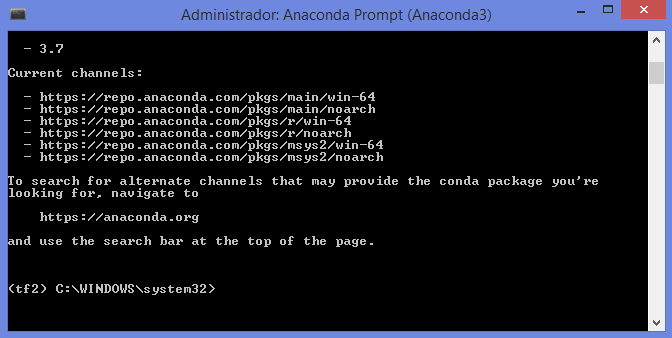 Administrador: Anaconda Prompt (Anaconda3)
- 3.7
Current channels:
- https://repo.anaconda.com/pkgs/main/win-64
- https://repo.anaconda.com/pkgs/main/noarch
- https://repo.anaconda.com/pkgs/r/win-64
- https://repo.anaconda.com/pkgs/r/noarch
- https://repo.anaconda.com/pkgs/msys2/win-64
- https://repo.anaconda.com/pkgs/msys2/noarch
To search for alternate channels that may provide the conda package you're
looking for, navigate to
https://anaconda.org
and use the search bar at the top of the page.
(tf2) C:\WINDOWS\system32>